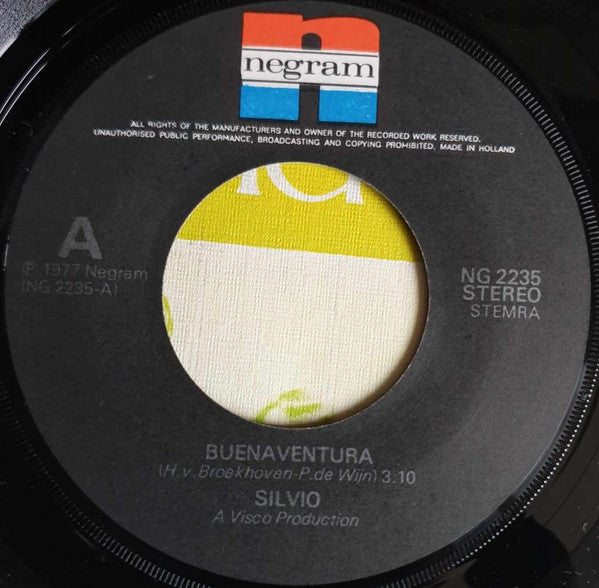 negram
ALL RIGHTS OF THE MANUFACTURERS AND OWNER OF THE RECORDED WORK RESERVED.
UNAUTHORISED PUBLIC PERFORMANCE, BROADCASTING AND COPYING PROHIBITED. MADE IN HOLLAND
A
℗ 1977 Negram
(NG 2235-A)
NG 2235
STEREO
STEMRA
BUENAVENTURA
(H.v. Broekhoven-P.de Wijn) 3:10
SILVIO
A Visco Production